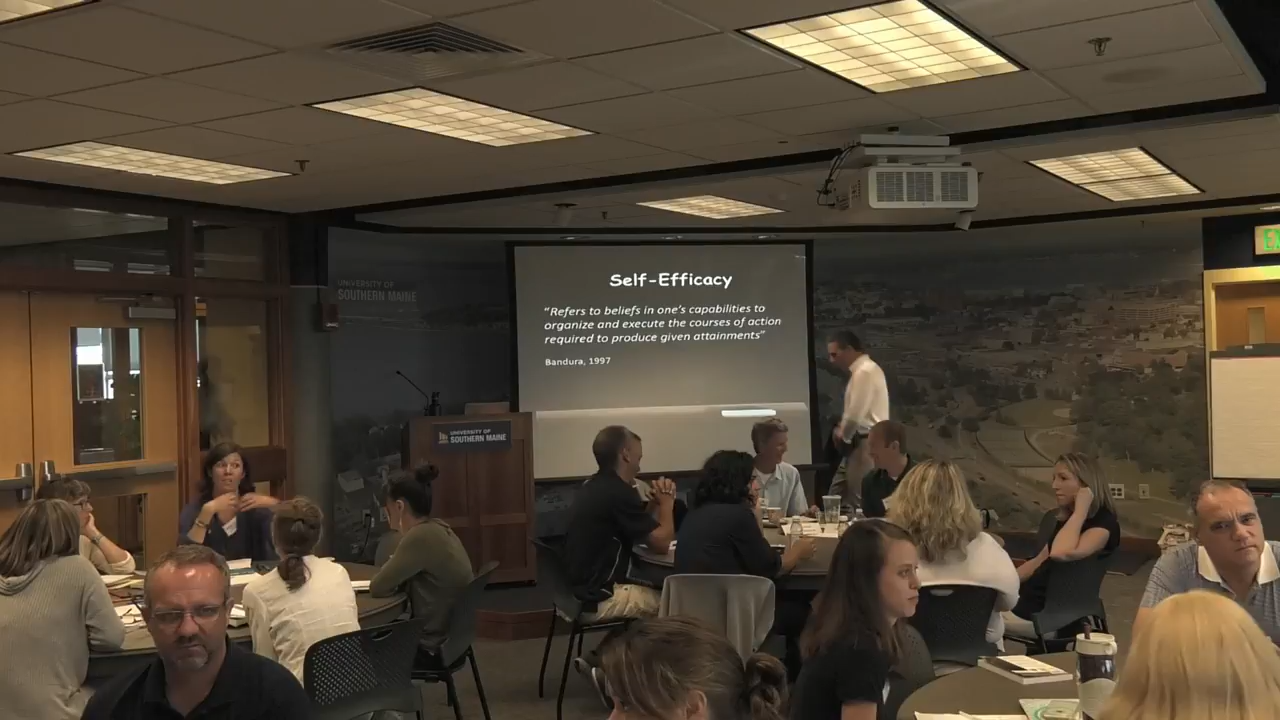 UNIVERSITY OF
SOUTHERN MAINE
Self-Efficacy
"Refers to beliefs in one's capabilities to
organize and execute the courses of action
required to produce given attainments"
Bandura, 1997
UNIVERSITY OF
SOUTHERN MAINE